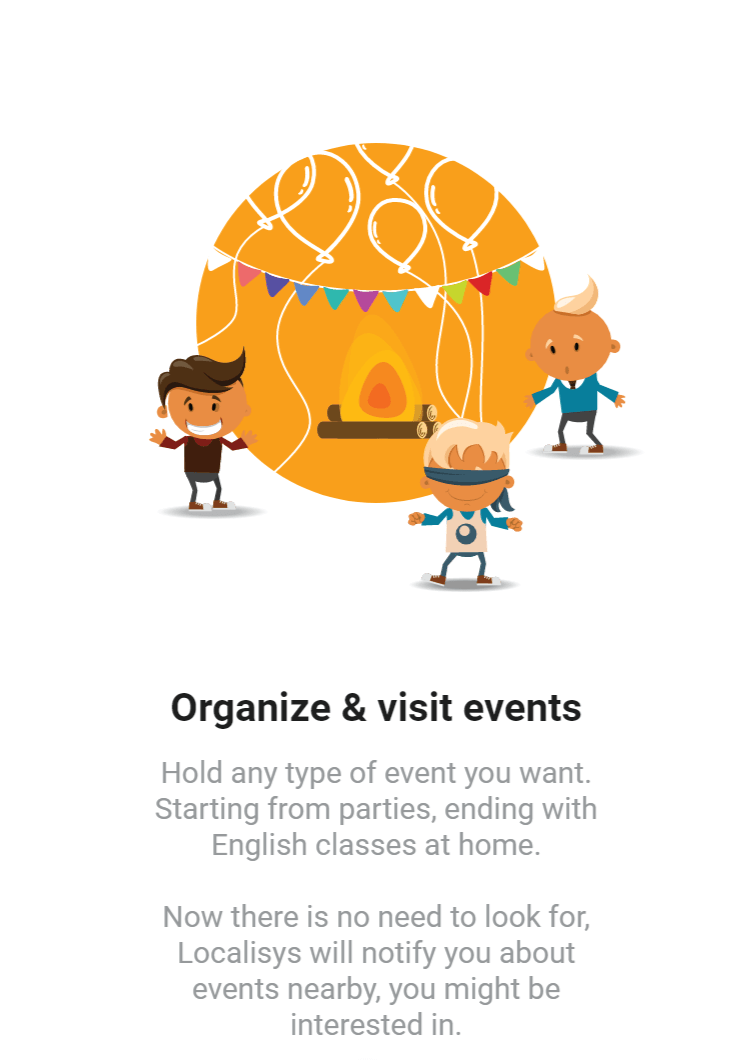 Organize & visit events
Hold any type of event you want.
Starting from parties, ending with
English classes at home.
Now there is no need to look for,
Localisys will notify you about
events nearby, you might be
interested in.